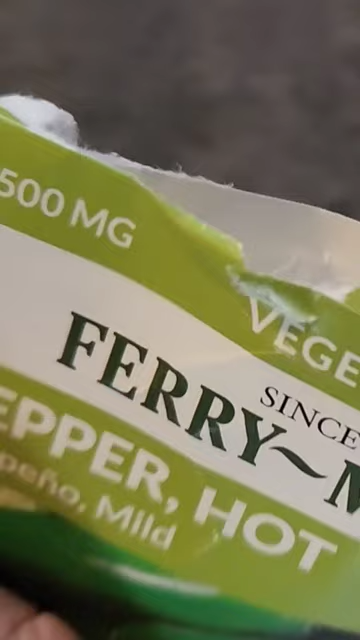 500 MG
VEGE
FERRY~M
SINCE
EPPER, HOT
peño, Mild